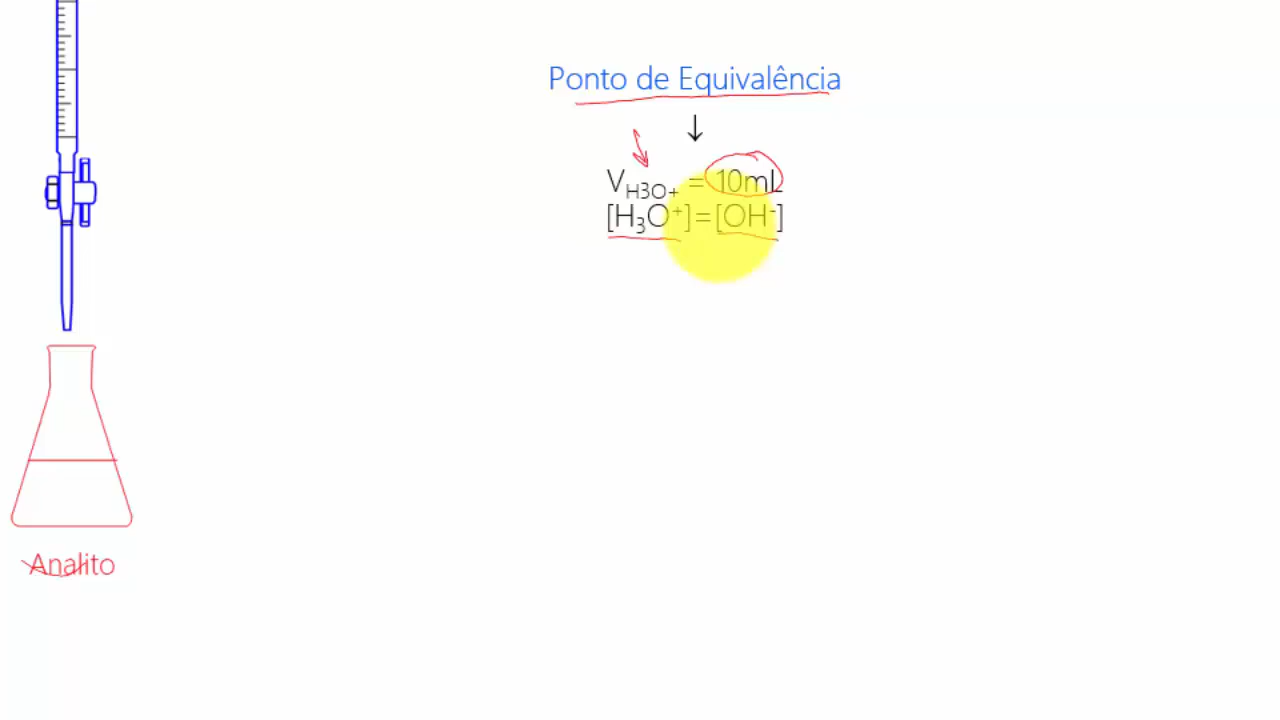 Ponto de Equivalência
↓
V_H3O+ = 10mL
[H₃O⁺]=[OH⁻]
Analito